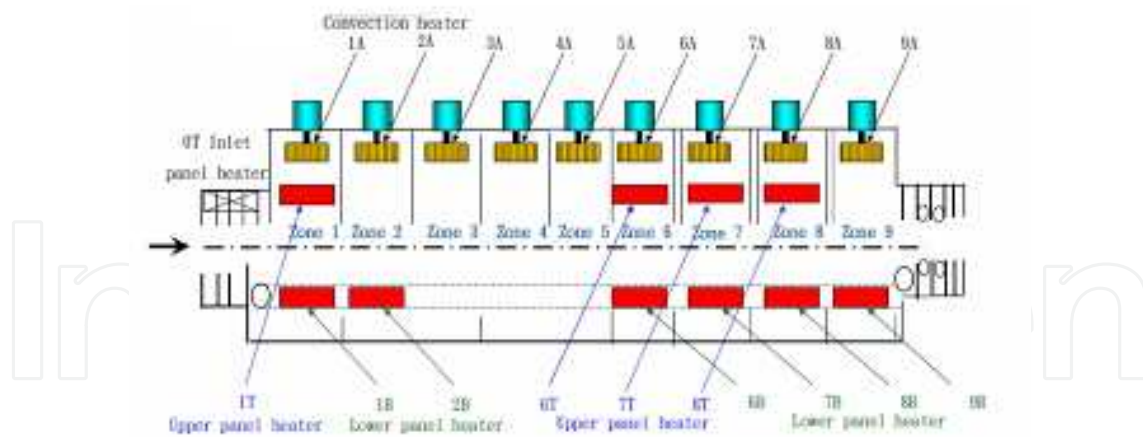 Convection heater
1A 2A 3A 4A 5A 6A 7A 8A 9A
OT Inlet
panel heater
Zone 1 Zone 2 Zone 3 Zone 4 Zone 5 Zone 6 Zone 7 Zone 8 Zone 9
1T 1B 2B 6T 7T 8T 6B 7B 8B 9B
Upper panel heater Lower panel heater Upper panel heater Lower panel heater